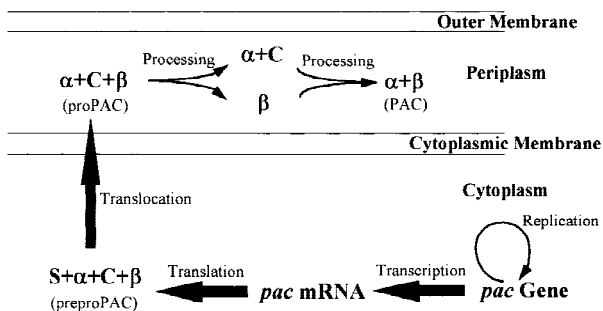 Outer Membrane
Processing
α+C
Processing
Periplasm
α+C+β
(proPAC)
β
α+β
(PAC)
Cytoplasmic Membrane
Cytoplasm
Translocation
Replication
S+α+C+β
(preproPAC)
Translation
pac mRNA
Transcription
pac Gene